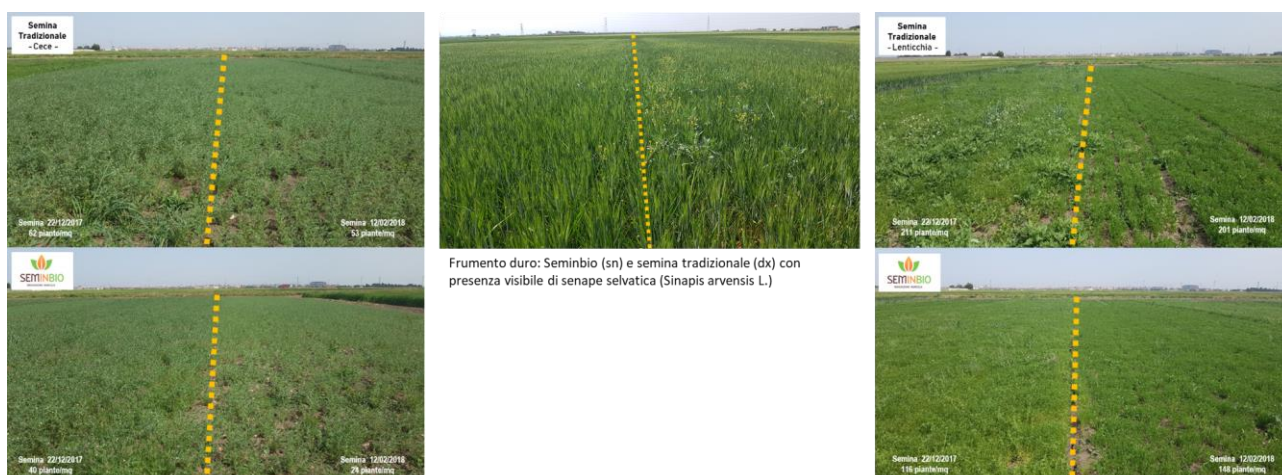 Semina
Tradizionale
- Cece -
Semina 22/12/2017
62 piante/mq
Semina 12/02/2018
53 piante/mq
SEMINBIO
Semina 22/12/2017
40 piante/mq
Semina 12/02/2018
24 piante/mq
Frumento duro: Seminbio (sn) e semina tradizionale (dx) con
presenza visibile di senape selvatica (Sinapis arvensis L.)
Semina
Tradizionale
- Lenticchia -
Semina 22/12/2017
211 piante/mq
Semina 12/02/2018
201 piante/mq
SEMINBIO
Semina 22/12/2017
116 piante/mq
Semina 12/02/2018
148 piante/mq